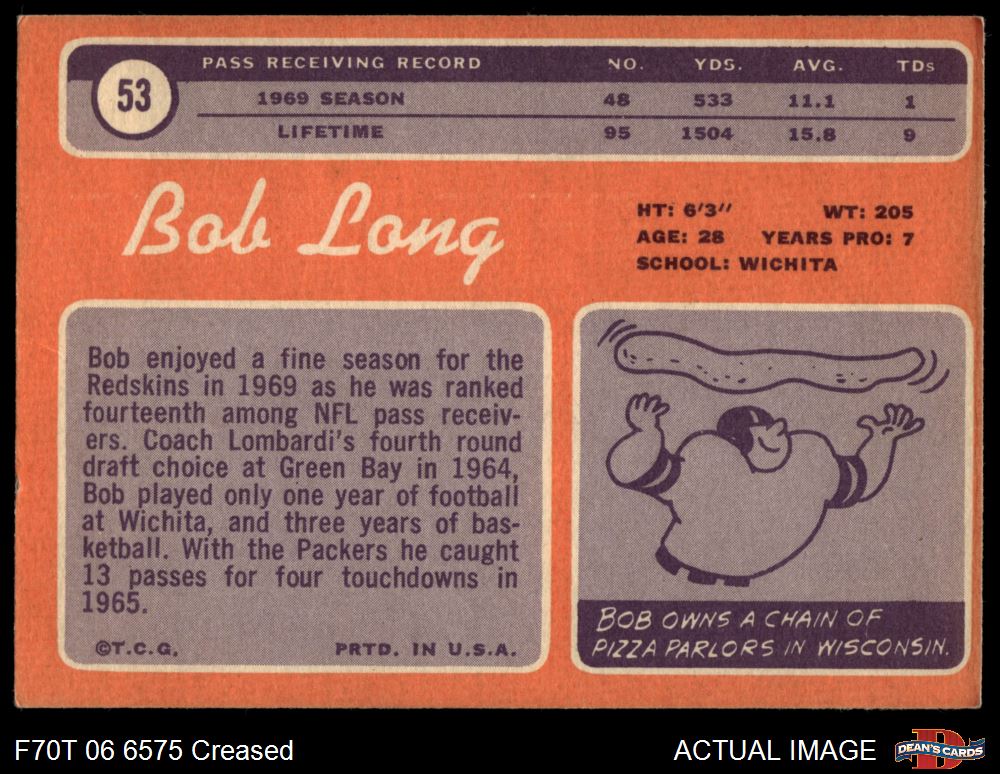 53
PASS RECEIVING RECORD NO. YDS. AVG. TDs
1969 SEASON 48 533 11.1 1
LIFETIME 95 1504 15.8 9
Bob Long
HT: 6'3" WT: 205
AGE: 28 YEARS PRO: 7
SCHOOL: WICHITA
Bob enjoyed a fine season for the
Redskins in 1969 as he was ranked
fourteenth among NFL pass receiv-
ers. Coach Lombardi's fourth round
draft choice at Green Bay in 1964,
Bob played only one year of football
at Wichita, and three years of bas-
ketball. With the Packers he caught
13 passes for four touchdowns in
1965.
©T.C.G. PRTD. IN U.S.A.
BOB OWNS A CHAIN OF
PIZZA PARLORS IN WISCONSIN.
F70T 06 6575 Creased
ACTUAL IMAGE
D
DEAN'S CARDS